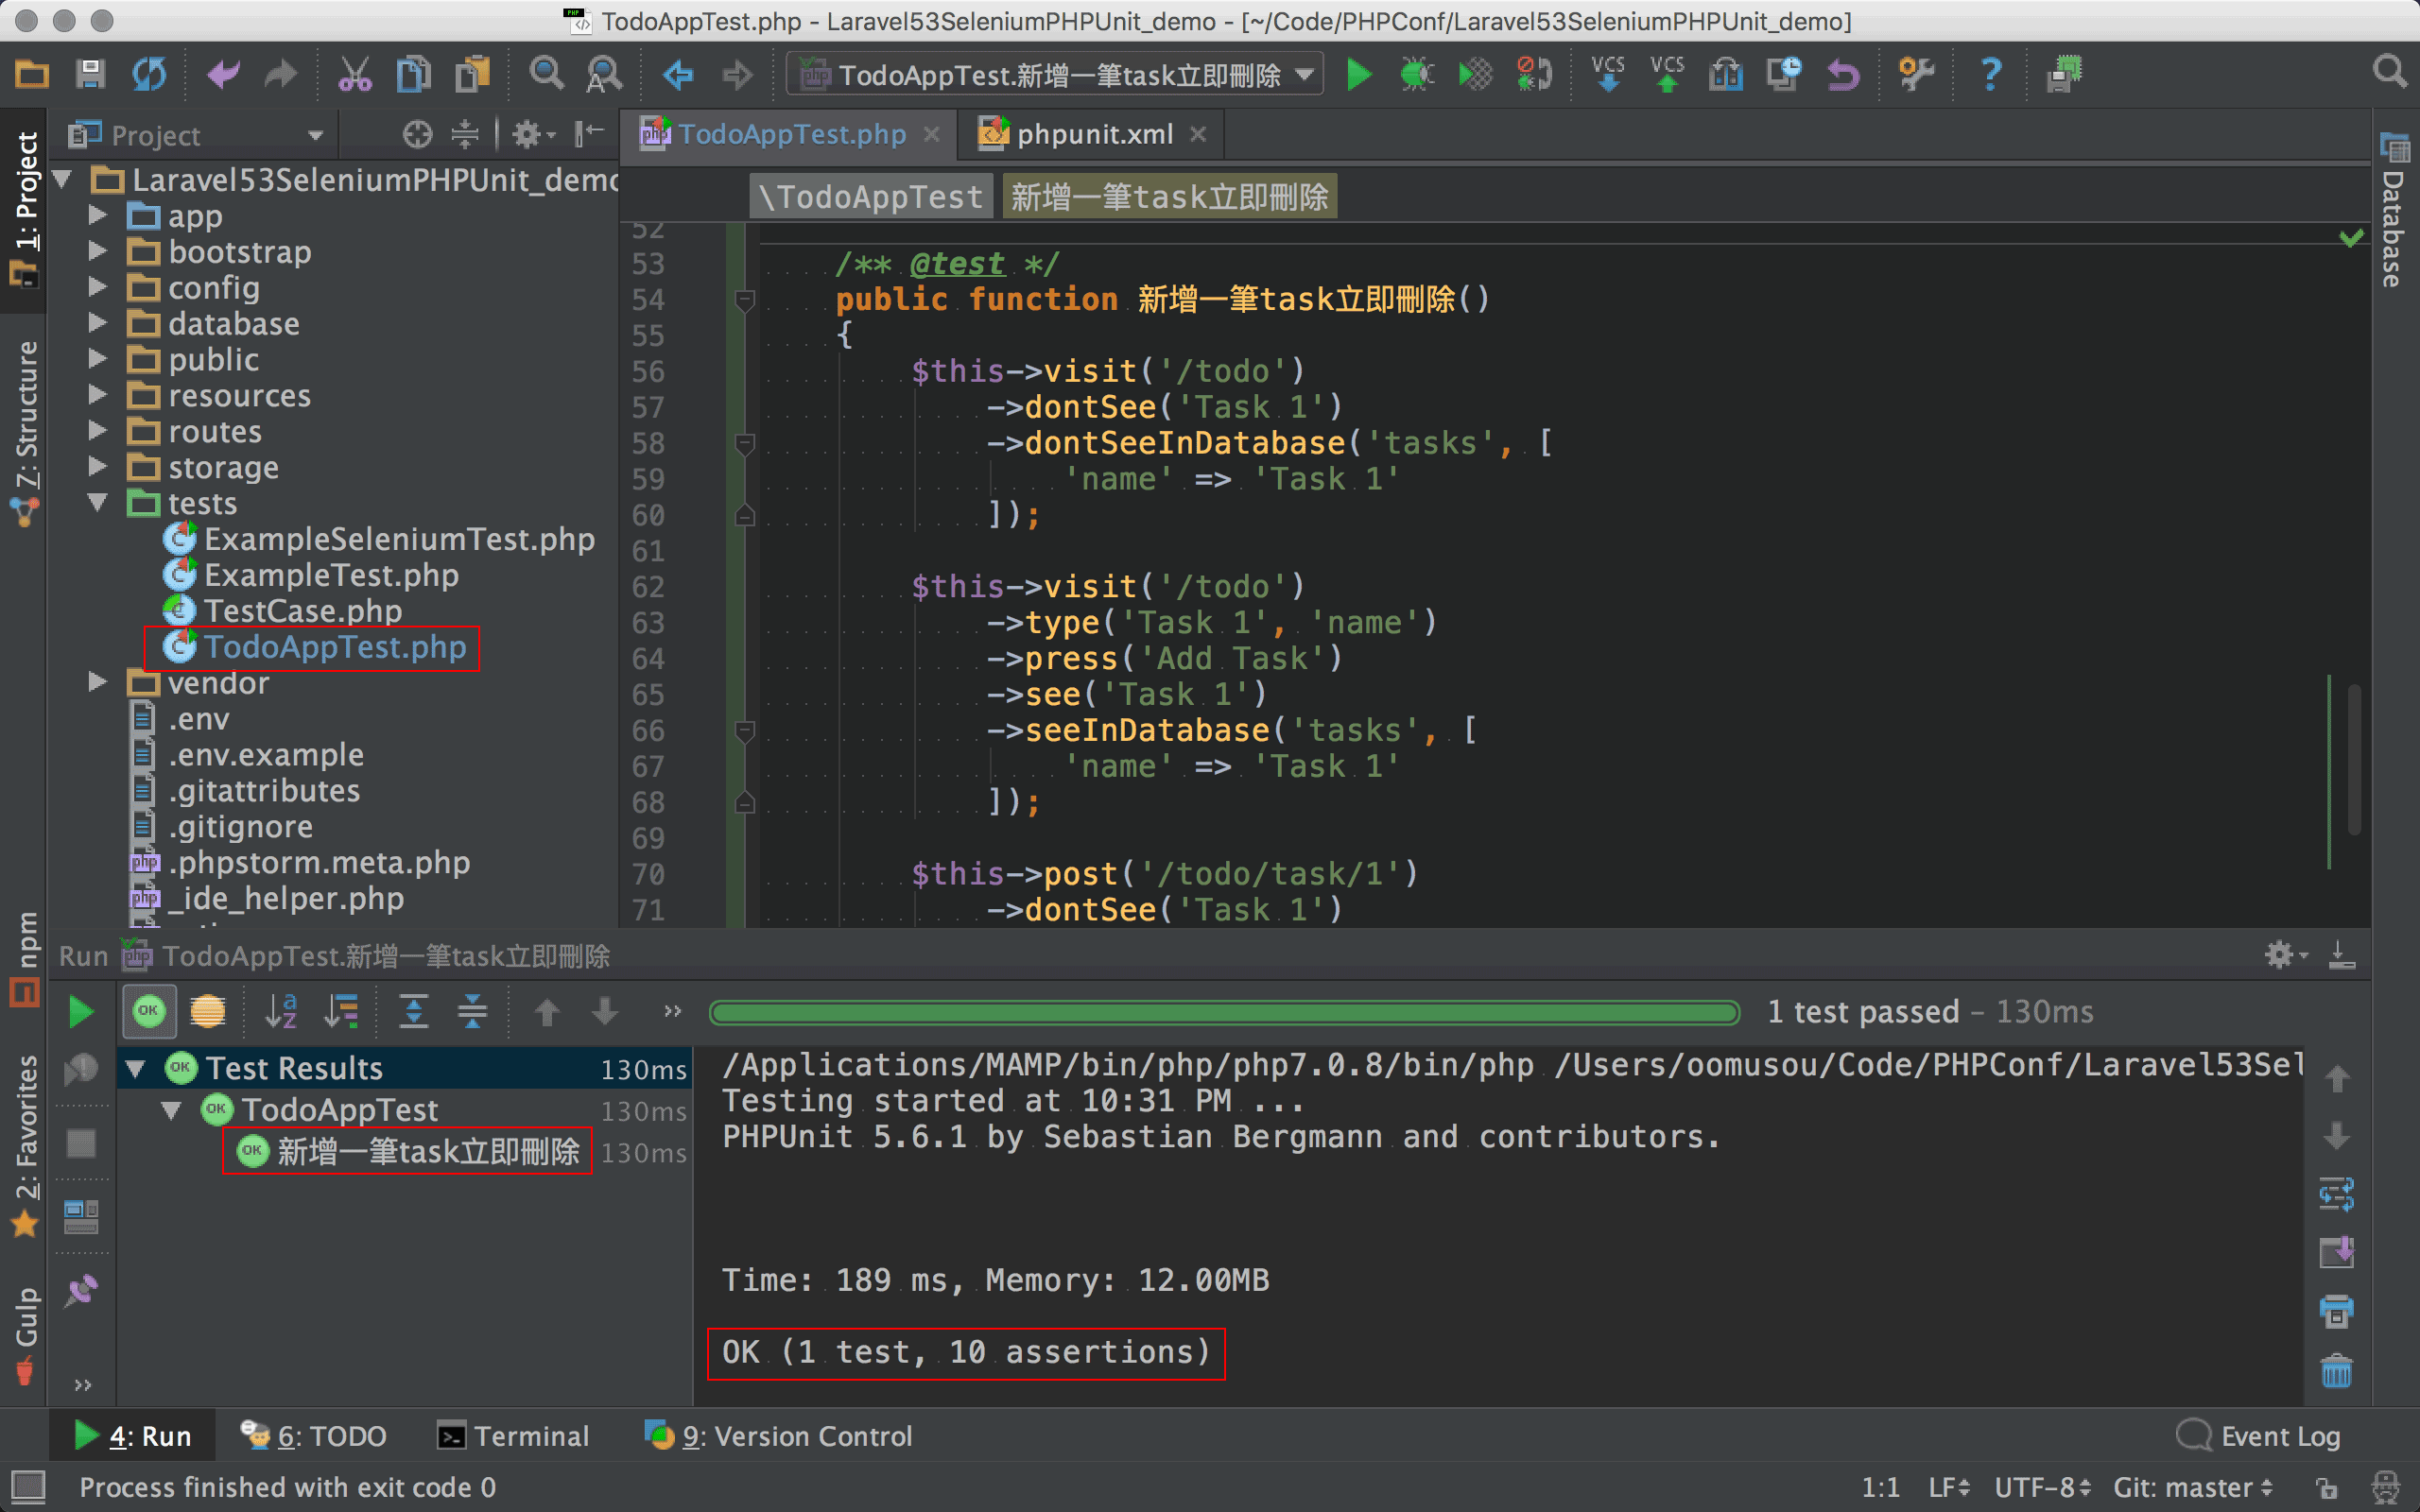 TodoAppTest.php - Laravel53SeleniumPHPUnit_demo - [~/Code/PHPConf/Laravel53SeleniumPHPUnit_demo]
TodoAppTest.新增一筆task立即刪除
VCS
VCS
Project
TodoAppTest.php
phpunit.xml
1: Project
7: Structure
npm
2: Favorites
Gulp
Database
Laravel53SeleniumPHPUnit_demo
app
bootstrap
config
database
public
resources
routes
storage
tests
ExampleSeleniumTest.php
ExampleTest.php
TestCase.php
TodoAppTest.php
vendor
.env
.env.example
.gitattributes
.gitignore
.phpstorm.meta.php
_ide_helper.php
\TodoAppTest 新增一筆task立即刪除
52
53 /** @test */
54 public function 新增一筆task立即刪除()
55 {
56 $this->visit('/todo')
57 ->dontSee('Task 1')
58 ->dontSeeInDatabase('tasks', [
59 'name' => 'Task 1'
60 ]);
61
62 $this->visit('/todo')
63 ->type('Task 1', 'name')
64 ->press('Add Task')
65 ->see('Task 1')
66 ->seeInDatabase('tasks', [
67 'name' => 'Task 1'
68 ]);
69
70 $this->post('/todo/task/1')
71 ->dontSee('Task 1')
Run TodoAppTest.新增一筆task立即刪除
1 test passed – 130ms
OK Test Results 130ms
OK TodoAppTest 130ms
OK 新增一筆task立即刪除 130ms
/Applications/MAMP/bin/php/php7.0.8/bin/php /Users/oomusou/Code/PHPConf/Laravel53Sel
Testing started at 10:31 PM ...
PHPUnit 5.6.1 by Sebastian Bergmann and contributors.
Time: 189 ms, Memory: 12.00MB
OK (1 test, 10 assertions)
4: Run
6: TODO
Terminal
9: Version Control
Event Log
Process finished with exit code 0
1:1 LF UTF-8 Git: master